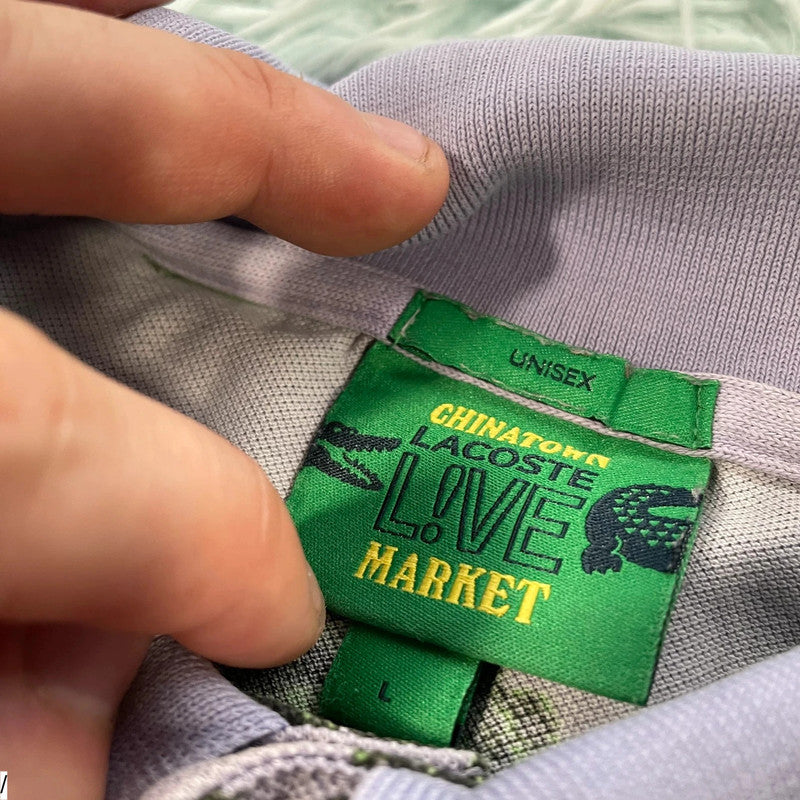 UNISEX
CHINATOWN
LACOSTE
L!VE
MARKET
L
/